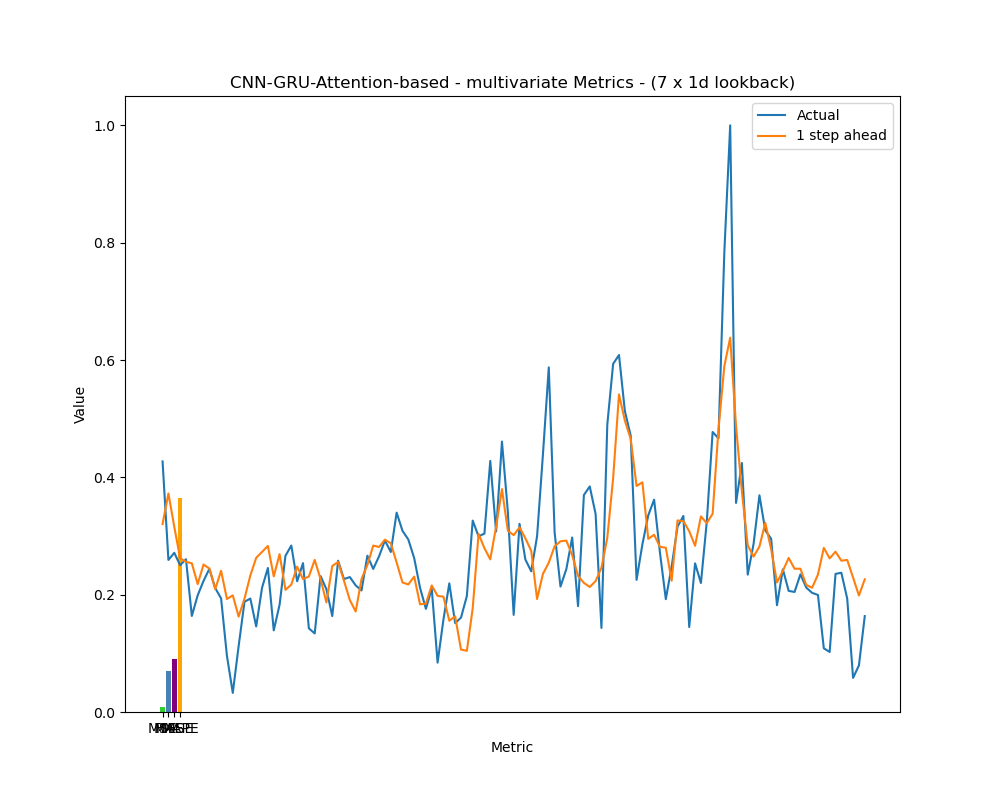 CNN-GRU-Attention-based - multivariate Metrics - (7 x 1d lookback)
Actual
1 step ahead
1.0
0.8
0.6
0.4
0.2
0.0
Value
Metric